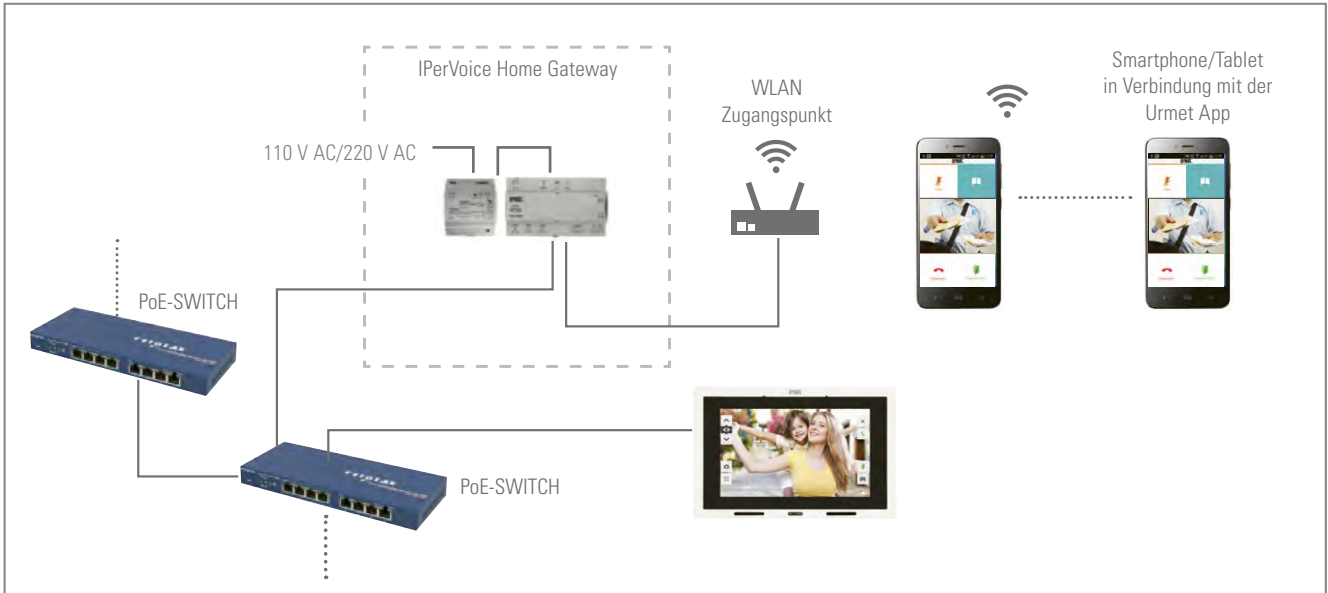 IPerVoice Home Gateway
110 V AC/220 V AC
WLAN
Zugangspunkt
Smartphone/Tablet
in Verbindung mit der
Urmet App
PoE-SWITCH
PoE-SWITCH